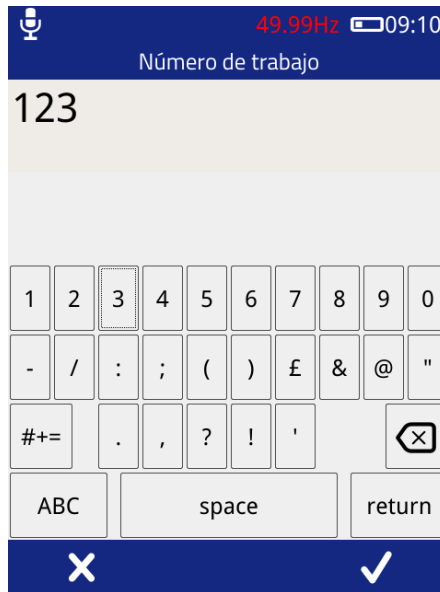 49.99Hz 09:10
Número de trabajo
123
1 2 3 4 5 6 7 8 9 0
- / : ; ( ) £ & @ "
#+= . , ? ! '
ABC space return